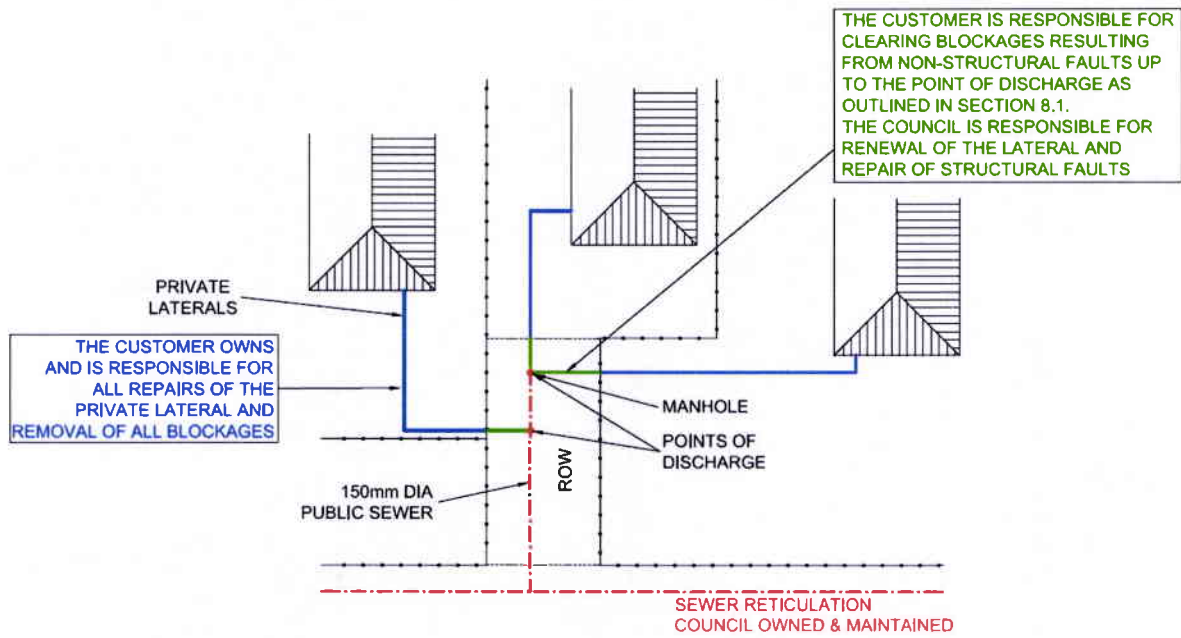 THE CUSTOMER IS RESPONSIBLE FOR
CLEARING BLOCKAGES RESULTING
FROM NON-STRUCTURAL FAULTS UP
TO THE POINT OF DISCHARGE AS
OUTLINED IN SECTION 8.1.
THE COUNCIL IS RESPONSIBLE FOR
RENEWAL OF THE LATERAL AND
REPAIR OF STRUCTURAL FAULTS
PRIVATE
LATERALS
THE CUSTOMER OWNS
AND IS RESPONSIBLE FOR
ALL REPAIRS OF THE
PRIVATE LATERAL AND
REMOVAL OF ALL BLOCKAGES
MANHOLE
POINTS OF
DISCHARGE
ROW
150mm DIA
PUBLIC SEWER
SEWER RETICULATION
COUNCIL OWNED & MAINTAINED